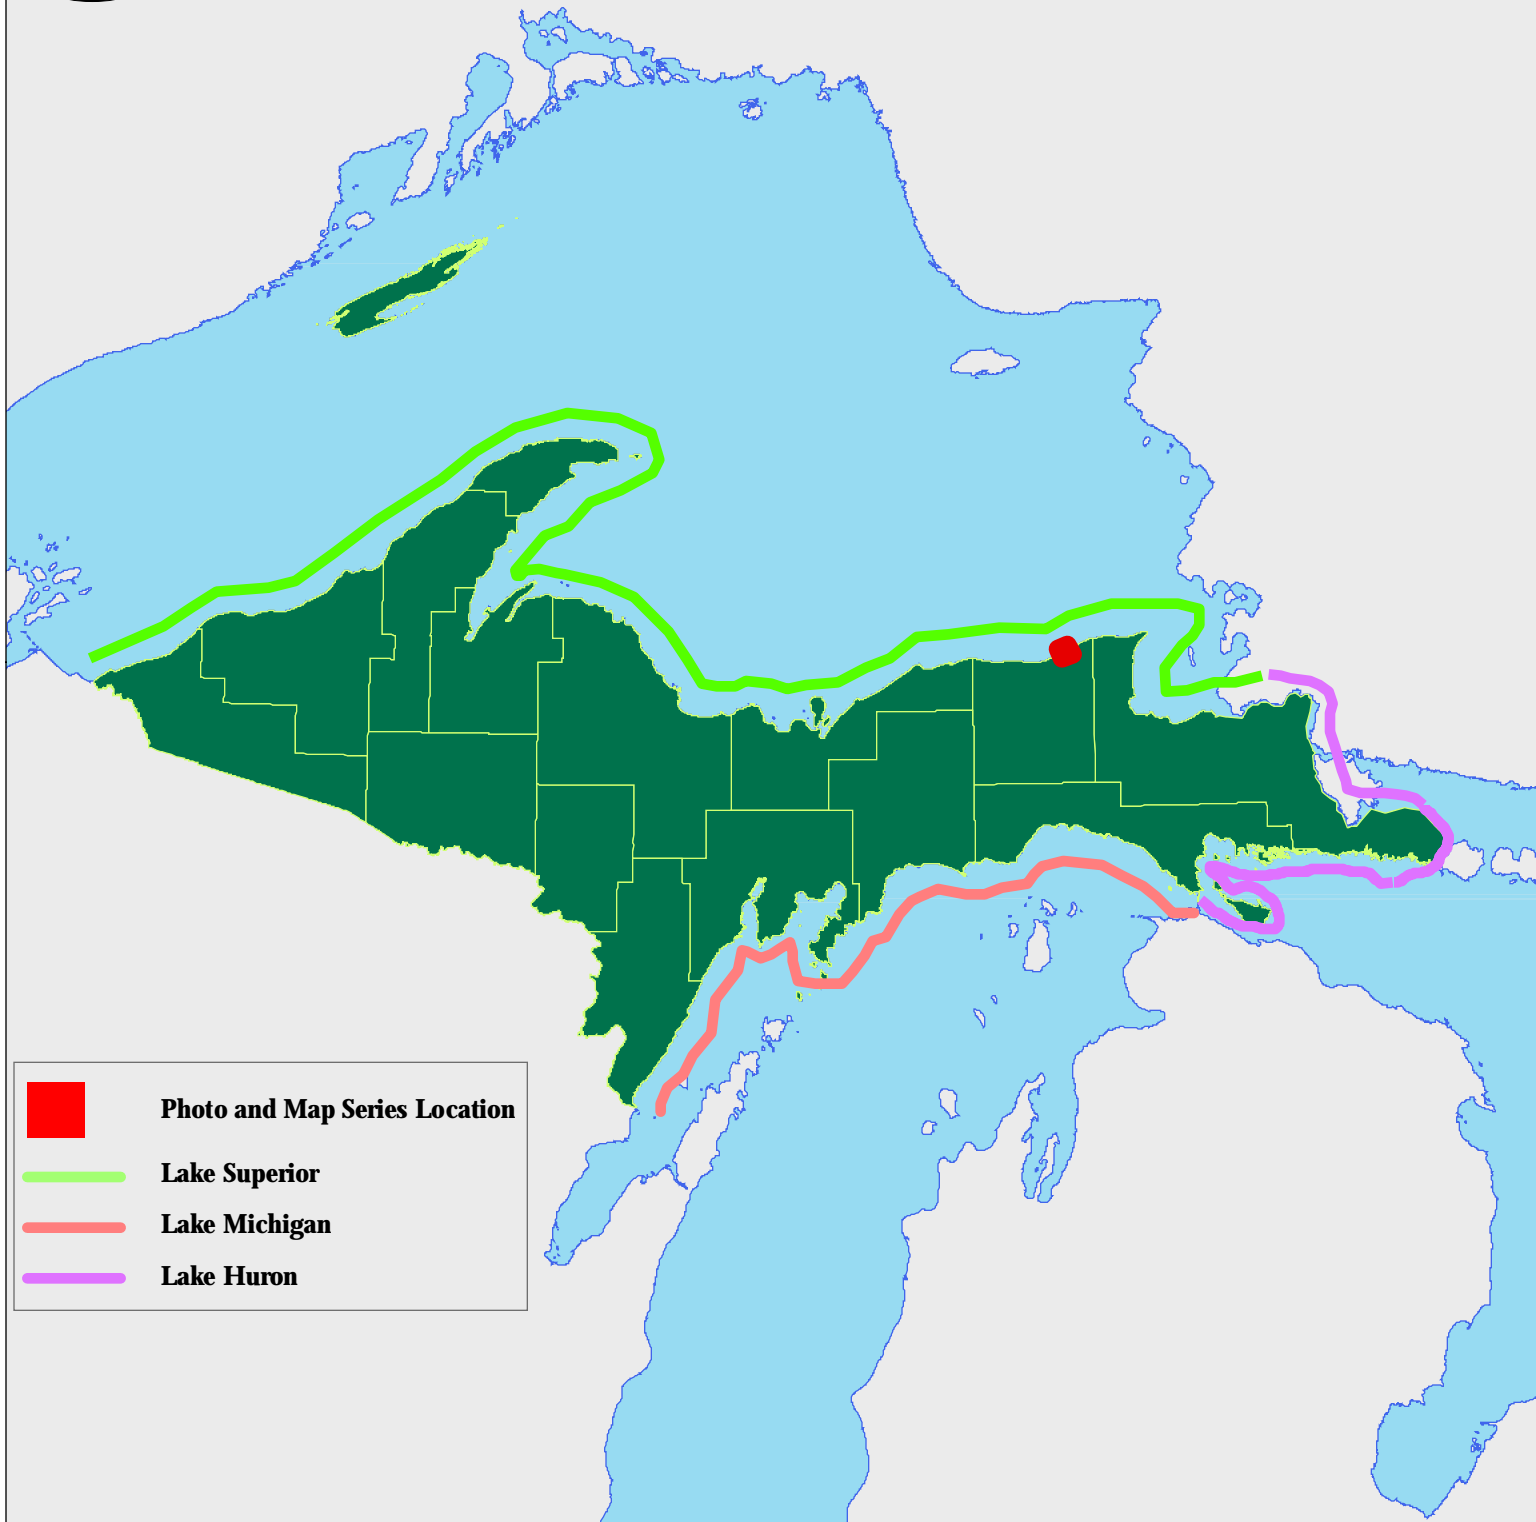 Photo and Map Series Location
Lake Superior
Lake Michigan
Lake Huron